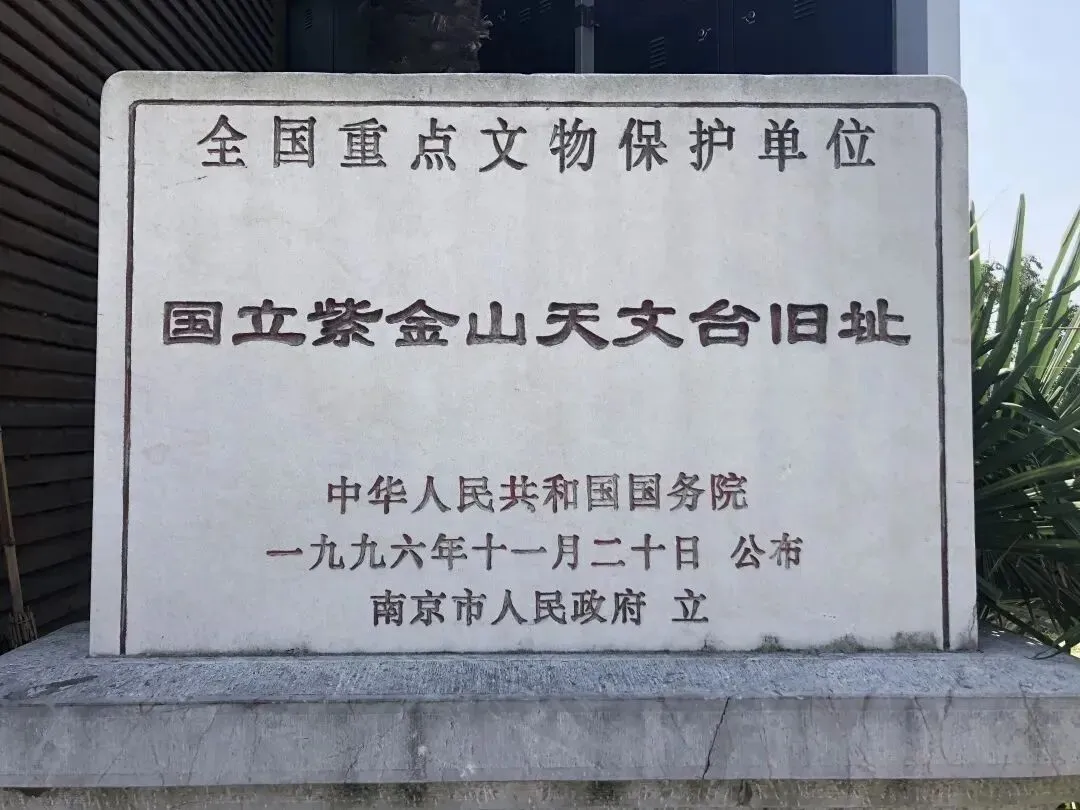 全国重点文物保护单位
国立紫金山天文台旧址
中华人民共和国国务院
一九九六年十一月二十日 公布
南京市人民政府 立